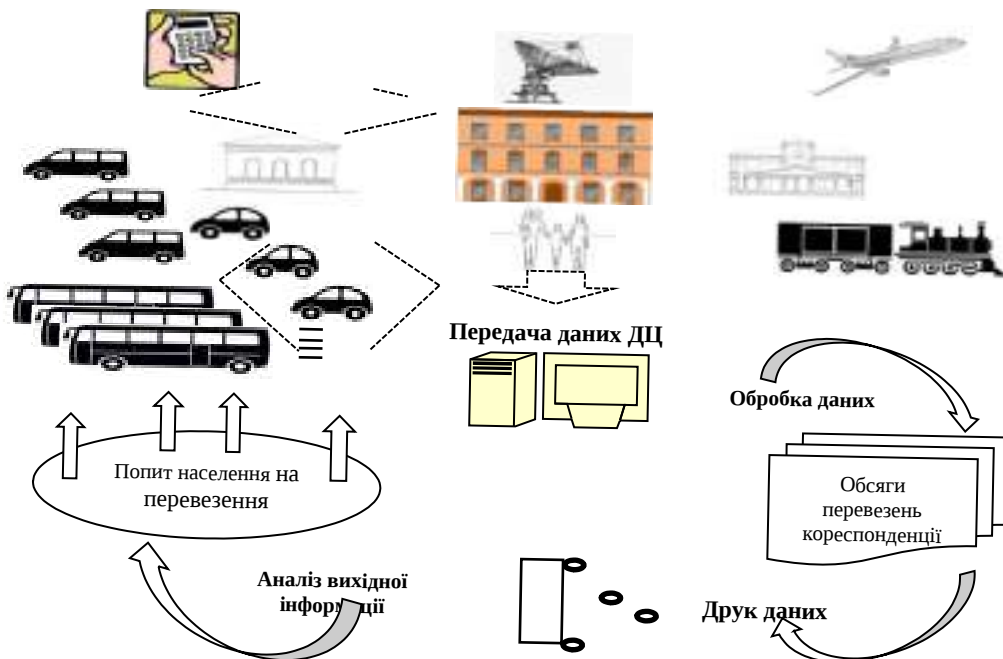 Передача даних ДЦ
Обробка даних
Попит населення на
перевезення
Обсяги
перевезень
кореспонденції
Аналіз вихідної
інформації
Друк даних